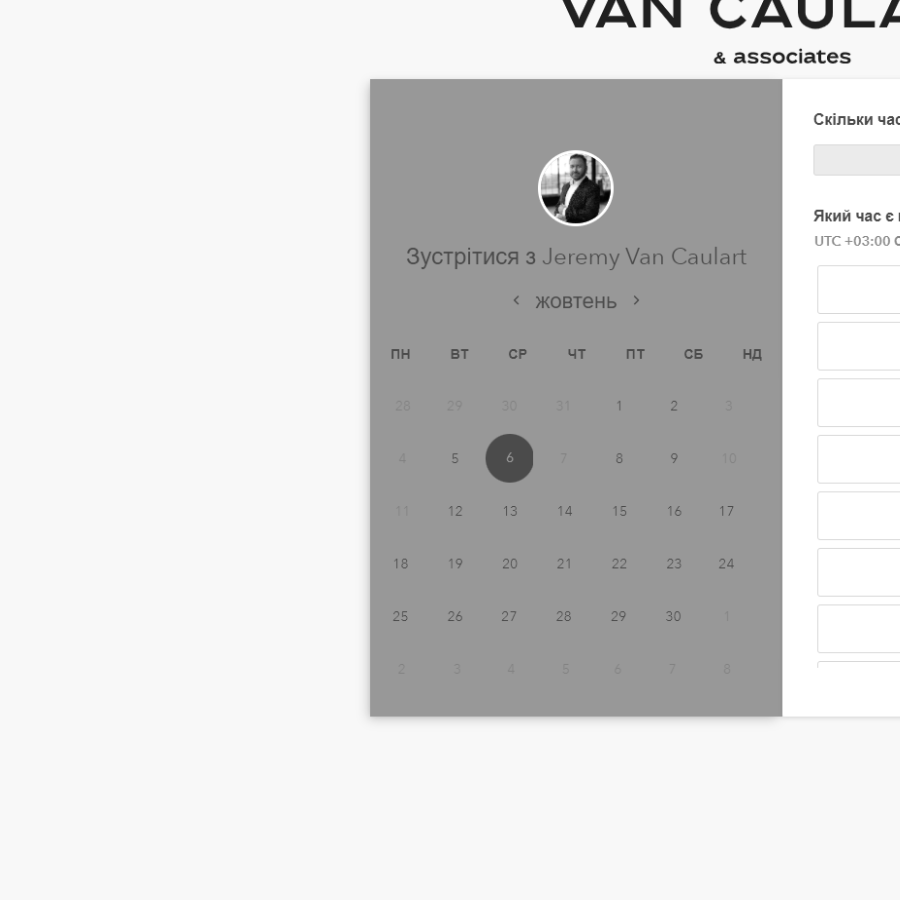 VAN CAULA
& associates
Зустрітися з Jeremy Van Caulart
жовтень
ПН ВТ СР ЧТ ПТ СБ НД
28 29 30 31 1 2 3
4 5 6 7 8 9 10
11 12 13 14 15 16 17
18 19 20 21 22 23 24
25 26 27 28 29 30 1
2 3 4 5 6 7 8
Скільки час
Який час є
UTC +03:00